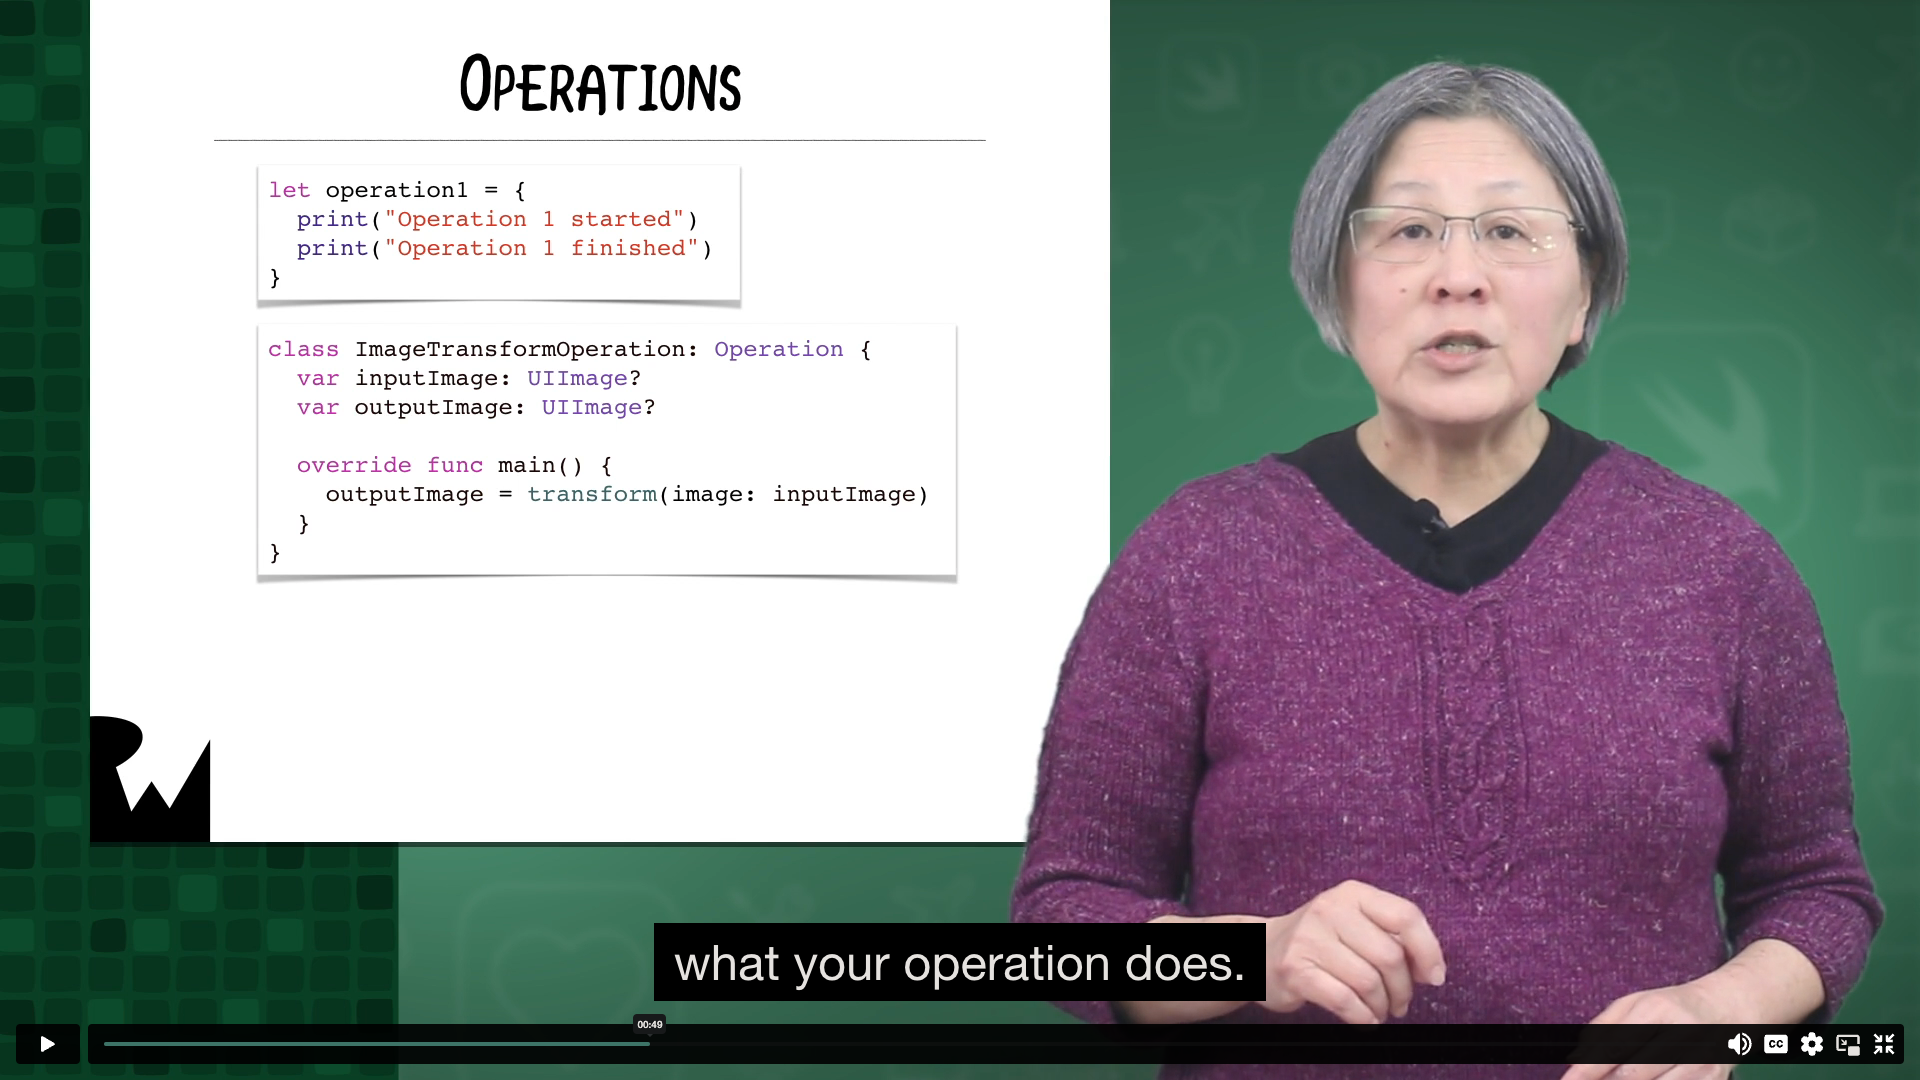 OPERATIONS
let operation1 = {
  print("Operation 1 started")
  print("Operation 1 finished")
}
class ImageTransformOperation: Operation {
  var inputImage: UIImage?
  var outputImage: UIImage?
  override func main() {
    outputImage = transform(image: inputImage)
  }
}
RW
what your operation does.
00:49
CC